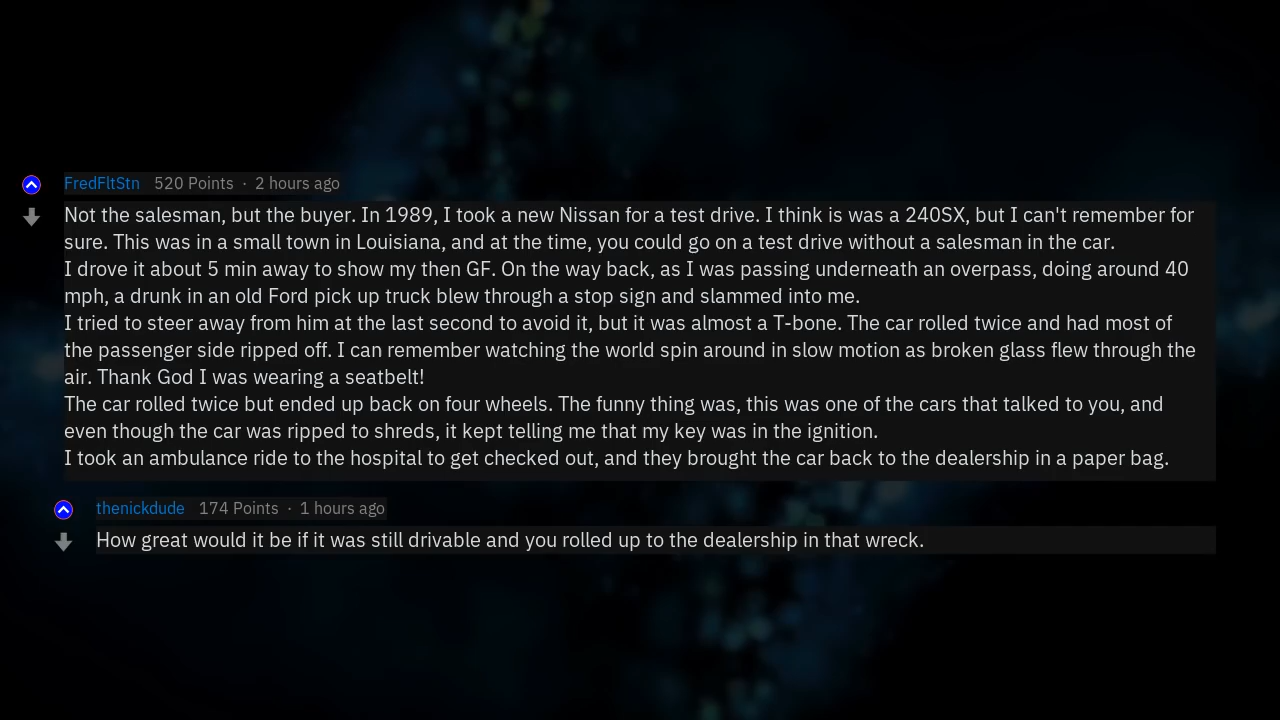 FredFltStn 520 Points · 2 hours ago
Not the salesman, but the buyer. In 1989, I took a new Nissan for a test drive. I think is was a 240SX, but I can't remember for
sure. This was in a small town in Louisiana, and at the time, you could go on a test drive without a salesman in the car.
I drove it about 5 min away to show my then GF. On the way back, as I was passing underneath an overpass, doing around 40
mph, a drunk in an old Ford pick up truck blew through a stop sign and slammed into me.
I tried to steer away from him at the last second to avoid it, but it was almost a T-bone. The car rolled twice and had most of
the passenger side ripped off. I can remember watching the world spin around in slow motion as broken glass flew through the
air. Thank God I was wearing a seatbelt!
The car rolled twice but ended up back on four wheels. The funny thing was, this was one of the cars that talked to you, and
even though the car was ripped to shreds, it kept telling me that my key was in the ignition.
I took an ambulance ride to the hospital to get checked out, and they brought the car back to the dealership in a paper bag.
thenickdude 174 Points · 1 hours ago
How great would it be if it was still drivable and you rolled up to the dealership in that wreck.